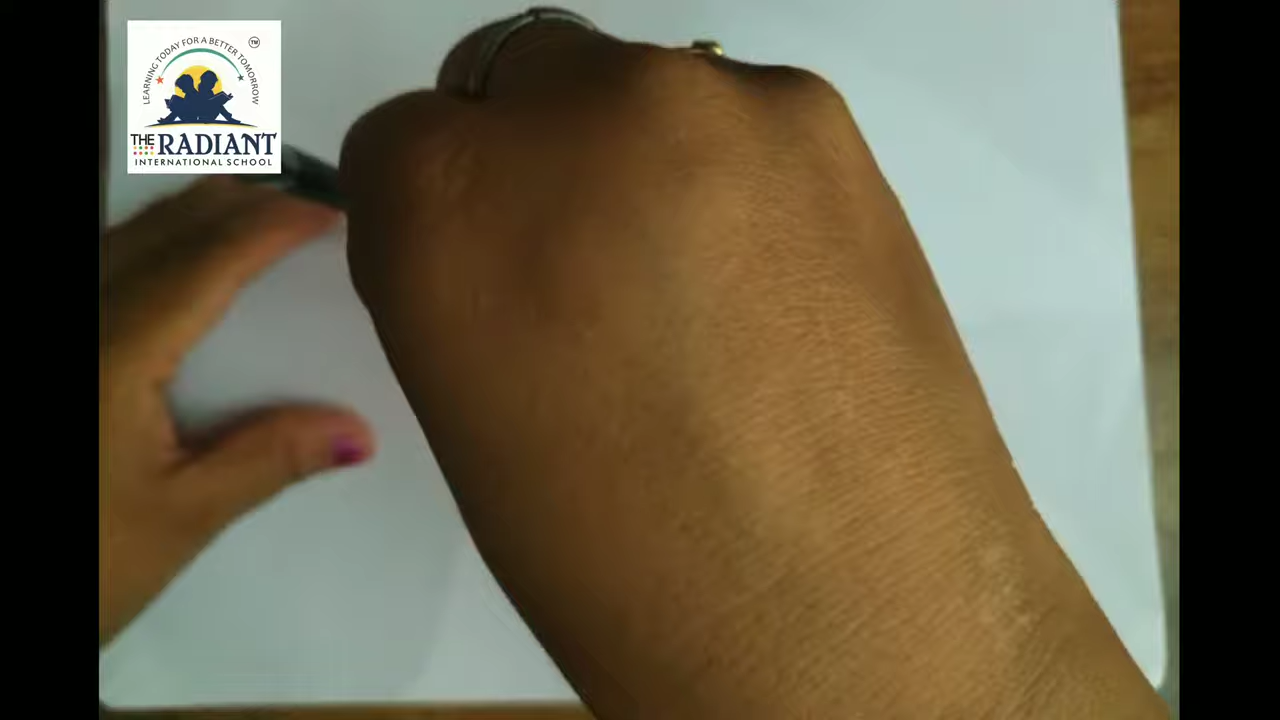 LEARNING TODAY FOR A BETTER TOMORROW
TM
THE RADIANT
INTERNATIONAL SCHOOL